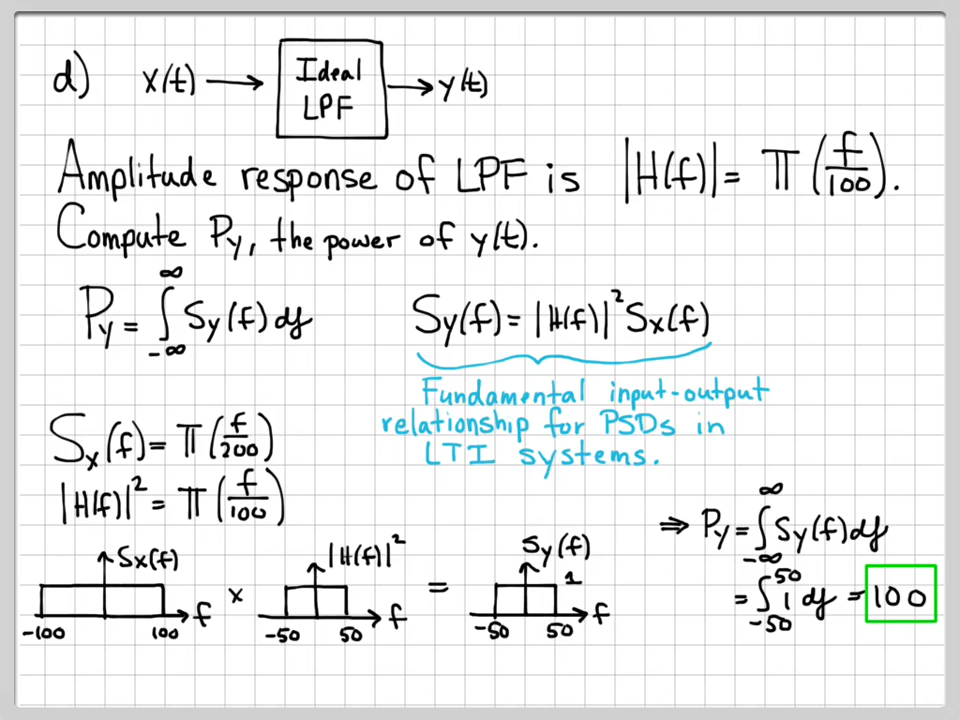 d) X(t) → Ideal LPF → y(t)
Amplitude response of LPF is |H(f)| = Π(f/100).
Compute Py, the power of y(t).
Py = ∫_{-∞}^{∞} Sy(f) df
Sy(f) = |H(f)|² Sx(f)
Fundamental input-output
relationship for PSDs in
LTI systems.
Sx(f) = Π(f/200)
|H(f)|² = Π(f/100)
Sx(f) -100 100 f
×
|H(f)|² -50 50 f
=
Sy(f) 1 -50 50 f
⇒ Py = ∫_{-∞}^{∞} Sy(f) df
= ∫_{-50}^{50} 1 df = 100